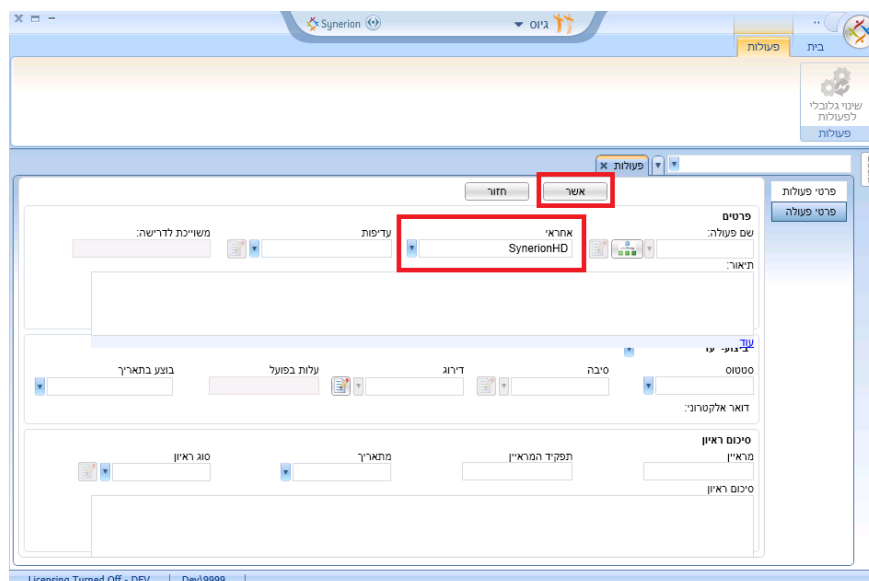 גיוס
Synerion
בית
פעולות
שינוי גלובלי
לפעולות
פעולות
פעולות
פרטי פעולות
פרטי פעולה
אשר
חזור
פרטים
שם פעולה:
אחראי
עדיפות
משוייכת לדרישה:
SynerionHD
תיאור:
עוד
סטטוס
סיבה
דירוג
עלות בפועל
בוצע בתאריך
דואר אלקטרוני:
סיכום ראיון
מראיין
תפקיד המראיין
מתאריך
סוג ראיון
סיכום ראיון
Licensing Turned Off - DEV
Dev\9999